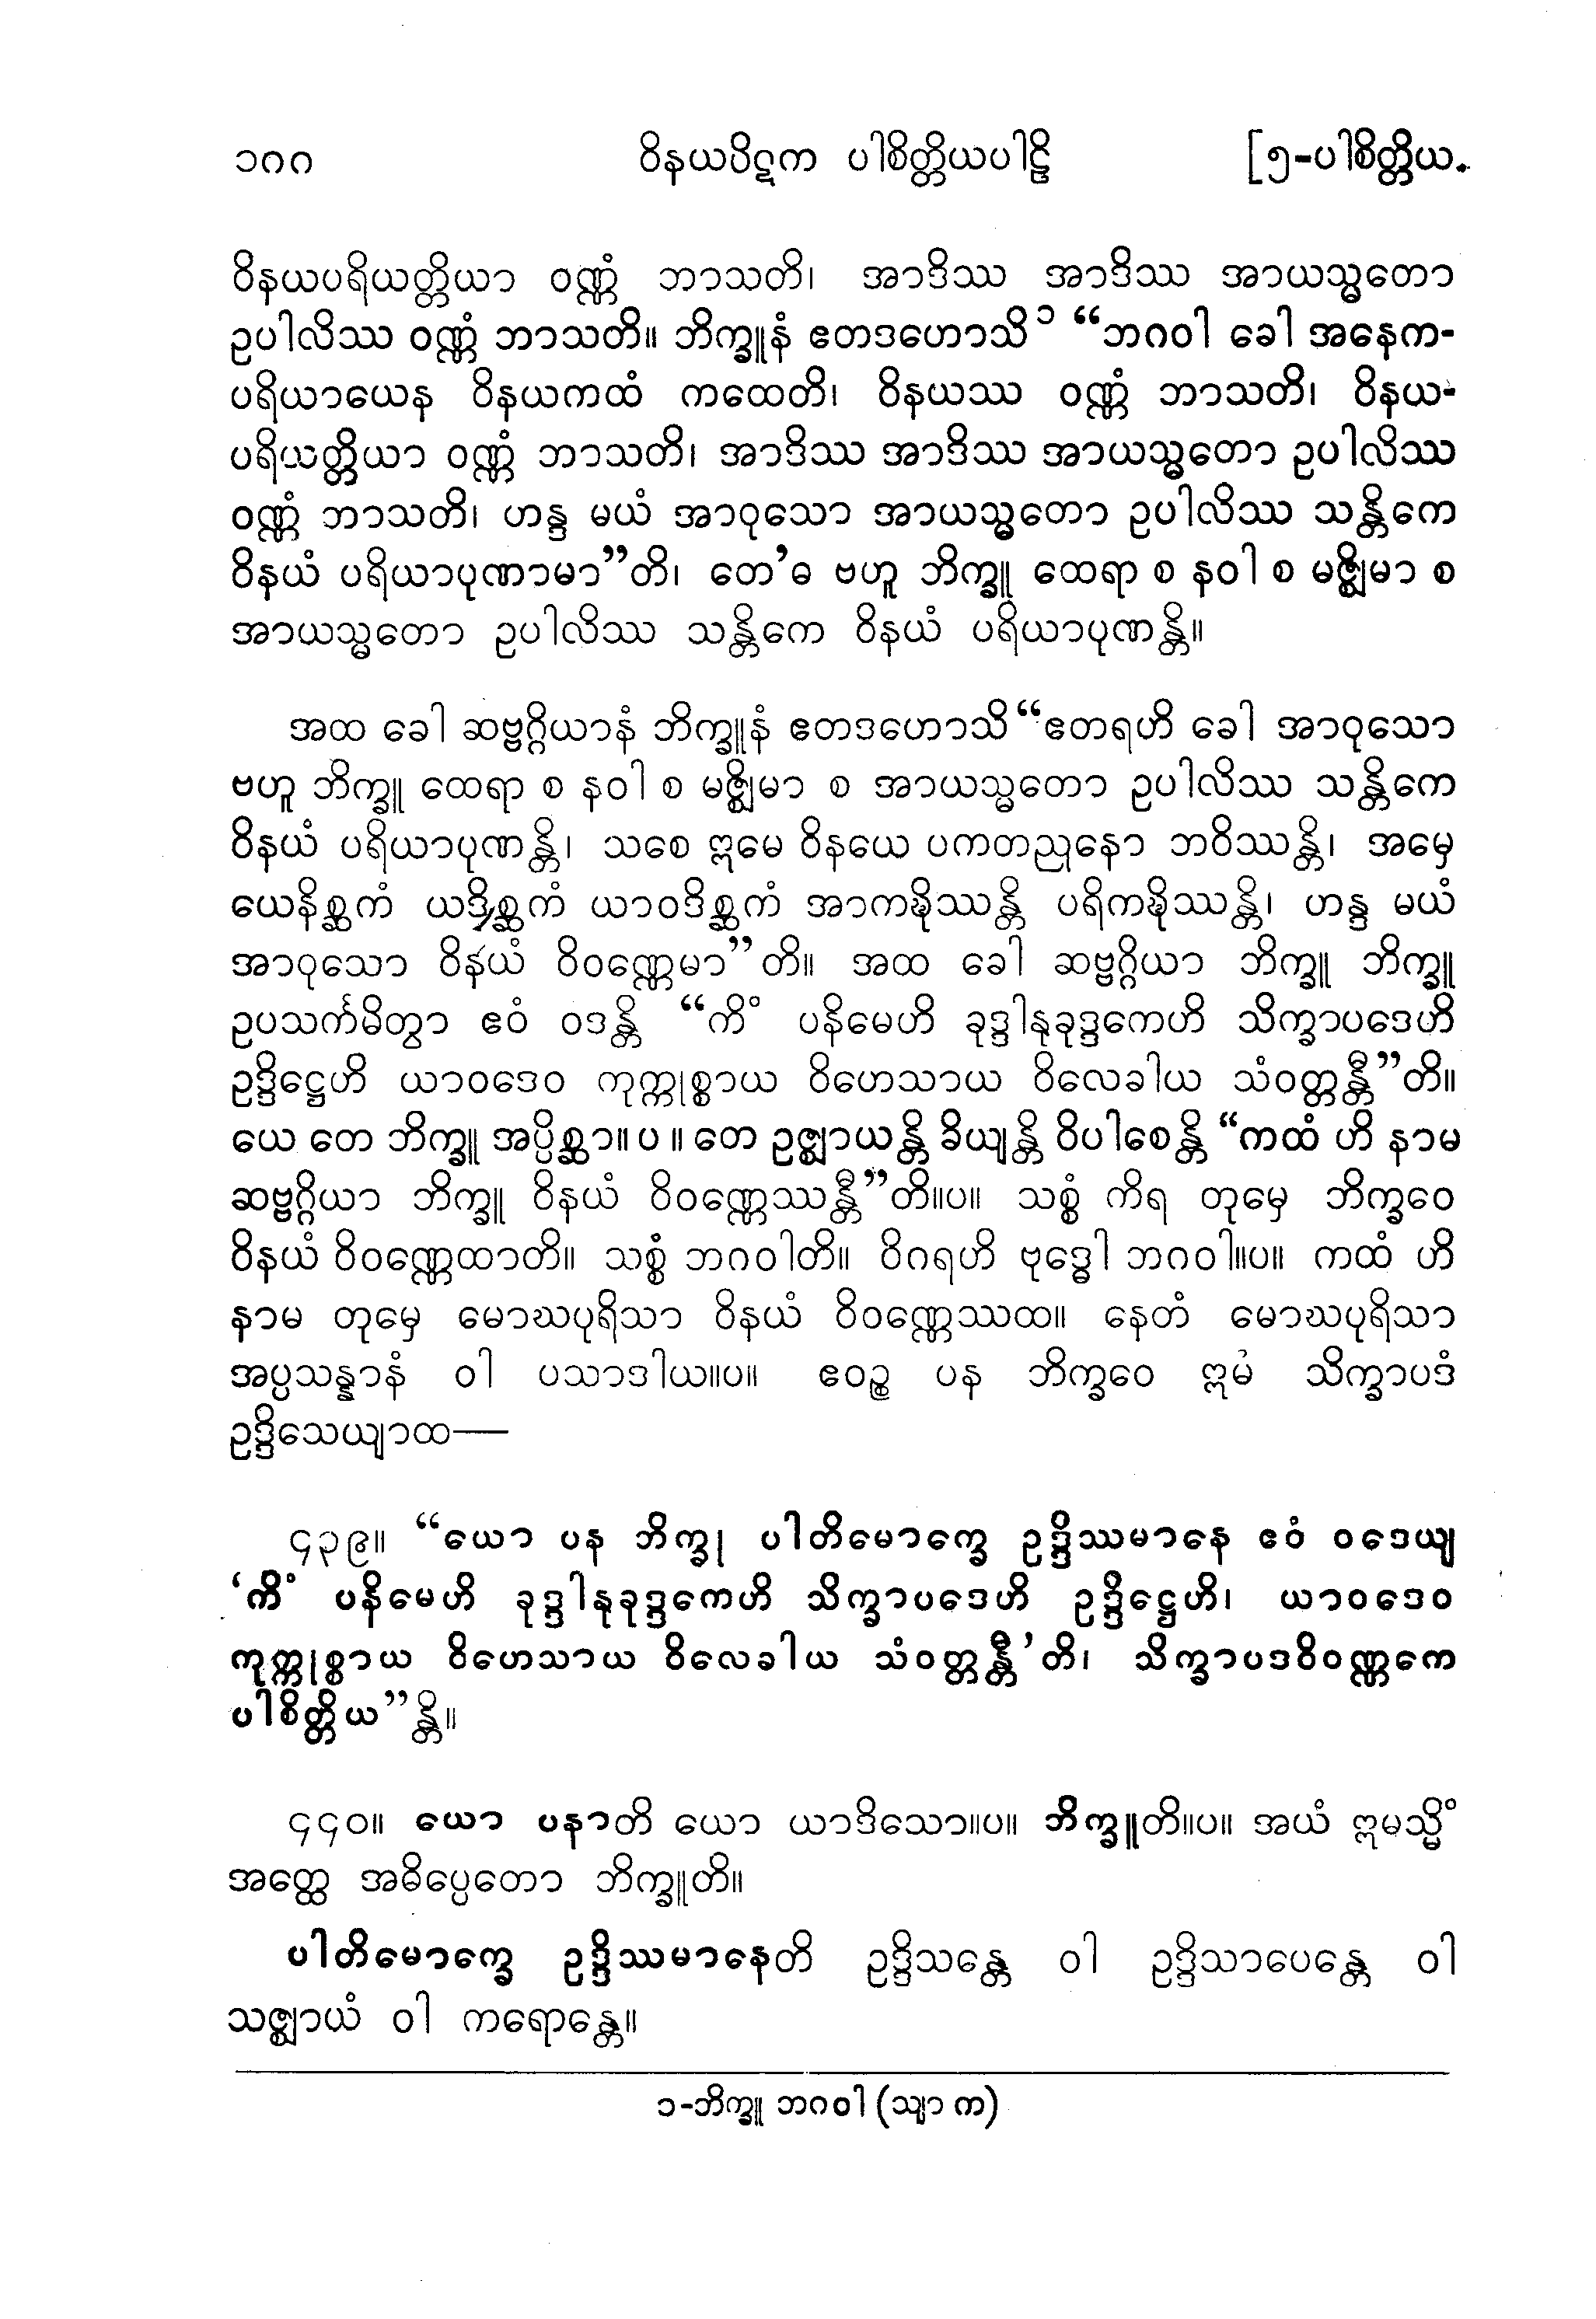 ၁၈၈ ဝိနယပိဋက ပါစိတ္တိယပါဠိ [၅-ပါစိတ္တိယ.
ဝိနယပရိယတ္တိယာ ဝဏ္ဏံ ဘာသတိ၊ အာဒိဿ အာဒိဿ အာယသ္မတော
ဥပါလိဿ ဝဏ္ဏံ ဘာသတိ။ ဘိက္ခူနံ ဧတဒဟောသိ ၁ “ဘဂဝါ ခေါ အနေက-
ပရိယာယေန ဝိနယကထံ ကထေတိ၊ ဝိနယဿ ဝဏ္ဏံ ဘာသတိ၊ ဝိနယ-
ပရိယတ္တိယာ ဝဏ္ဏံ ဘာသတိ၊ အာဒိဿ အာဒိဿ အာယသ္မတော ဥပါလိဿ
ဝဏ္ဏံ ဘာသတိ၊ ဟန္ဒ မယံ အာဝုသော အာယသ္မတော ဥပါလိဿ သန္တိကေ
ဝိနယံ ပရိယာပုဏာမာ”တိ၊ တေ’ဓ ဗဟူ ဘိက္ခူ ထေရာ စ နဝါ စ မဇ္ဈိမာ စ
အာယသ္မတော ဥပါလိဿ သန္တိကေ ဝိနယံ ပရိယာပုဏန္တိ။
အထ ခေါ ဆဗ္ဗဂ္ဂိယာနံ ဘိက္ခူနံ ဧတဒဟောသိ “ဧတရဟိ ခေါ အာဝုသော
ဗဟူ ဘိက္ခူ ထေရာ စ နဝါ စ မဇ္ဈိမာ စ အာယသ္မတော ဥပါလိဿ သန္တိကေ
ဝိနယံ ပရိယာပုဏန္တိ၊ သစေ ဣမေ ဝိနယေ ပကတညုနော ဘဝိဿန္တိ၊ အမှေ
ယေနိစ္ဆကံ ယဒိစ္ဆကံ ယာဝဒိစ္ဆကံ အာကဍ္ဎိဿန္တိ ပရိကဍ္ဎိဿန္တိ၊ ဟန္ဒ မယံ
အာဝုသော ဝိနယံ ဝိဝဏ္ဏေမာ”တိ။ အထ ခေါ ဆဗ္ဗဂ္ဂိယာ ဘိက္ခူ ဘိက္ခူ
ဥပသင်္ကမိတွာ ဧဝံ ဝဒန္တိ “ကိံ ပနိမေဟိ ခုဒ္ဒါနုခုဒ္ဒကေဟိ သိက္ခာပဒေဟိ
ဥဒ္ဒိဋ္ဌေဟိ ယာဝဒေဝ ကုက္ကုစ္စာယ ဝိဟေသာယ ဝိလေခါယ သံဝတ္တန္တီ”တိ။
ယေ တေ ဘိက္ခူ အပ္ပိစ္ဆာ။ပ။ တေ ဥဇ္ဈာယန္တိ ခိယျန္တိ ဝိပါစေန္တိ “ကထံ ဟိ နာမ
ဆဗ္ဗဂ္ဂိယာ ဘိက္ခူ ဝိနယံ ဝိဝဏ္ဏေဿန္တီ”တိ။ပ။ သစ္စံ ကိရ တုမှေ ဘိက္ခဝေ
ဝိနယံ ဝိဝဏ္ဏေထာတိ။ သစ္စံ ဘဂဝါတိ။ ဝိဂရဟိ ဗုဒ္ဓေါ ဘဂဝါ။ပ။ ကထံ ဟိ
နာမ တုမှေ မောဃပုရိသာ ဝိနယံ ဝိဝဏ္ဏေဿထ။ နေတံ မောဃပုရိသာ
အပ္ပသန္နာနံ ဝါ ပသာဒါယ။ပ။ ဧဝဉ္စ ပန ဘိက္ခဝေ ဣမံ သိက္ခာပဒံ
ဥဒ္ဒိသေယျာထ—
၄၃၉။ “ယော ပန ဘိက္ခု ပါတိမောက္ခေ ဥဒ္ဒိဿမာနေ ဧဝံ ဝဒေယျ
‘ကိံ ပနိမေဟိ ခုဒ္ဒါနုခုဒ္ဒကေဟိ သိက္ခာပဒေဟိ ဥဒ္ဒိဋ္ဌေဟိ၊ ယာဝဒေဝ
ကုက္ကုစ္စာယ ဝိဟေသာယ ဝိလေခါယ သံဝတ္တန္တီ’တိ၊ သိက္ခာပဒဝိဝဏ္ဏကေ
ပါစိတ္တိယ”န္တိ။
၄၄၀။ ယော ပနာတိ ယော ယာဒိသော။ပ။ ဘိက္ခူတိ။ပ။ အယံ ဣမသ္မိံ
အတ္ထေ အဓိပ္ပေတော ဘိက္ခူတိ။
ပါတိမောက္ခေ ဥဒ္ဒိဿမာနေတိ ဥဒ္ဒိသန္တေ ဝါ ဥဒ္ဒိသာပေန္တေ ဝါ
သဇ္ဈာယံ ဝါ ကရောန္တေ။
၁-ဘိက္ခူ ဘဂဝါ (သျာ က)